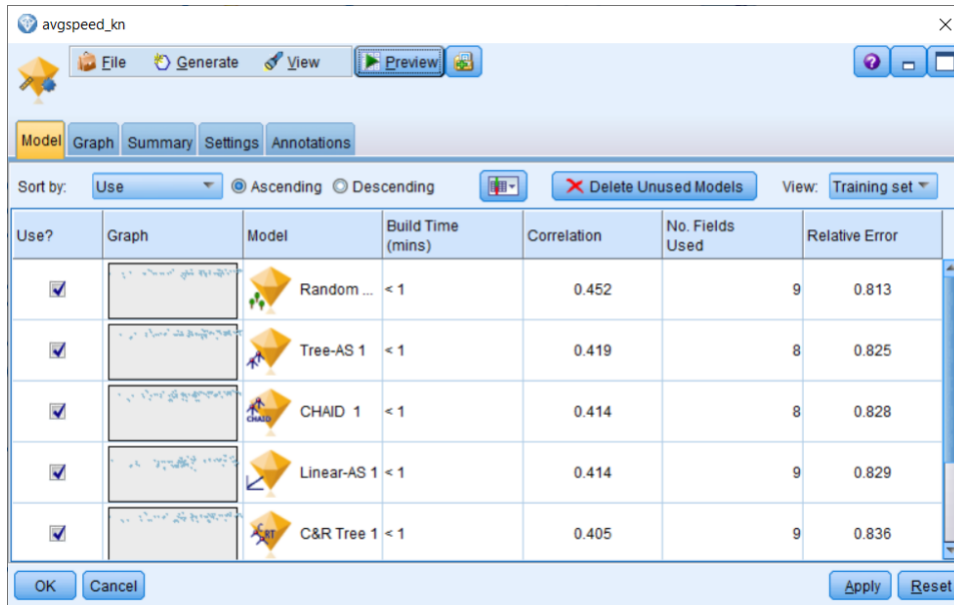 avgspeed_kn
File Generate View Preview
Model Graph Summary Settings Annotations
Sort by: Use Ascending Descending Delete Unused Models View: Training set
Use? Graph Model Build Time (mins) Correlation No. Fields Used Relative Error
Random ... < 1 0.452 9 0.813
Tree-AS 1 < 1 0.419 8 0.825
CHAID CHAID 1 < 1 0.414 8 0.828
Linear-AS 1 < 1 0.414 9 0.829
C&R Tree 1 < 1 0.405 9 0.836
OK Cancel Apply Reset